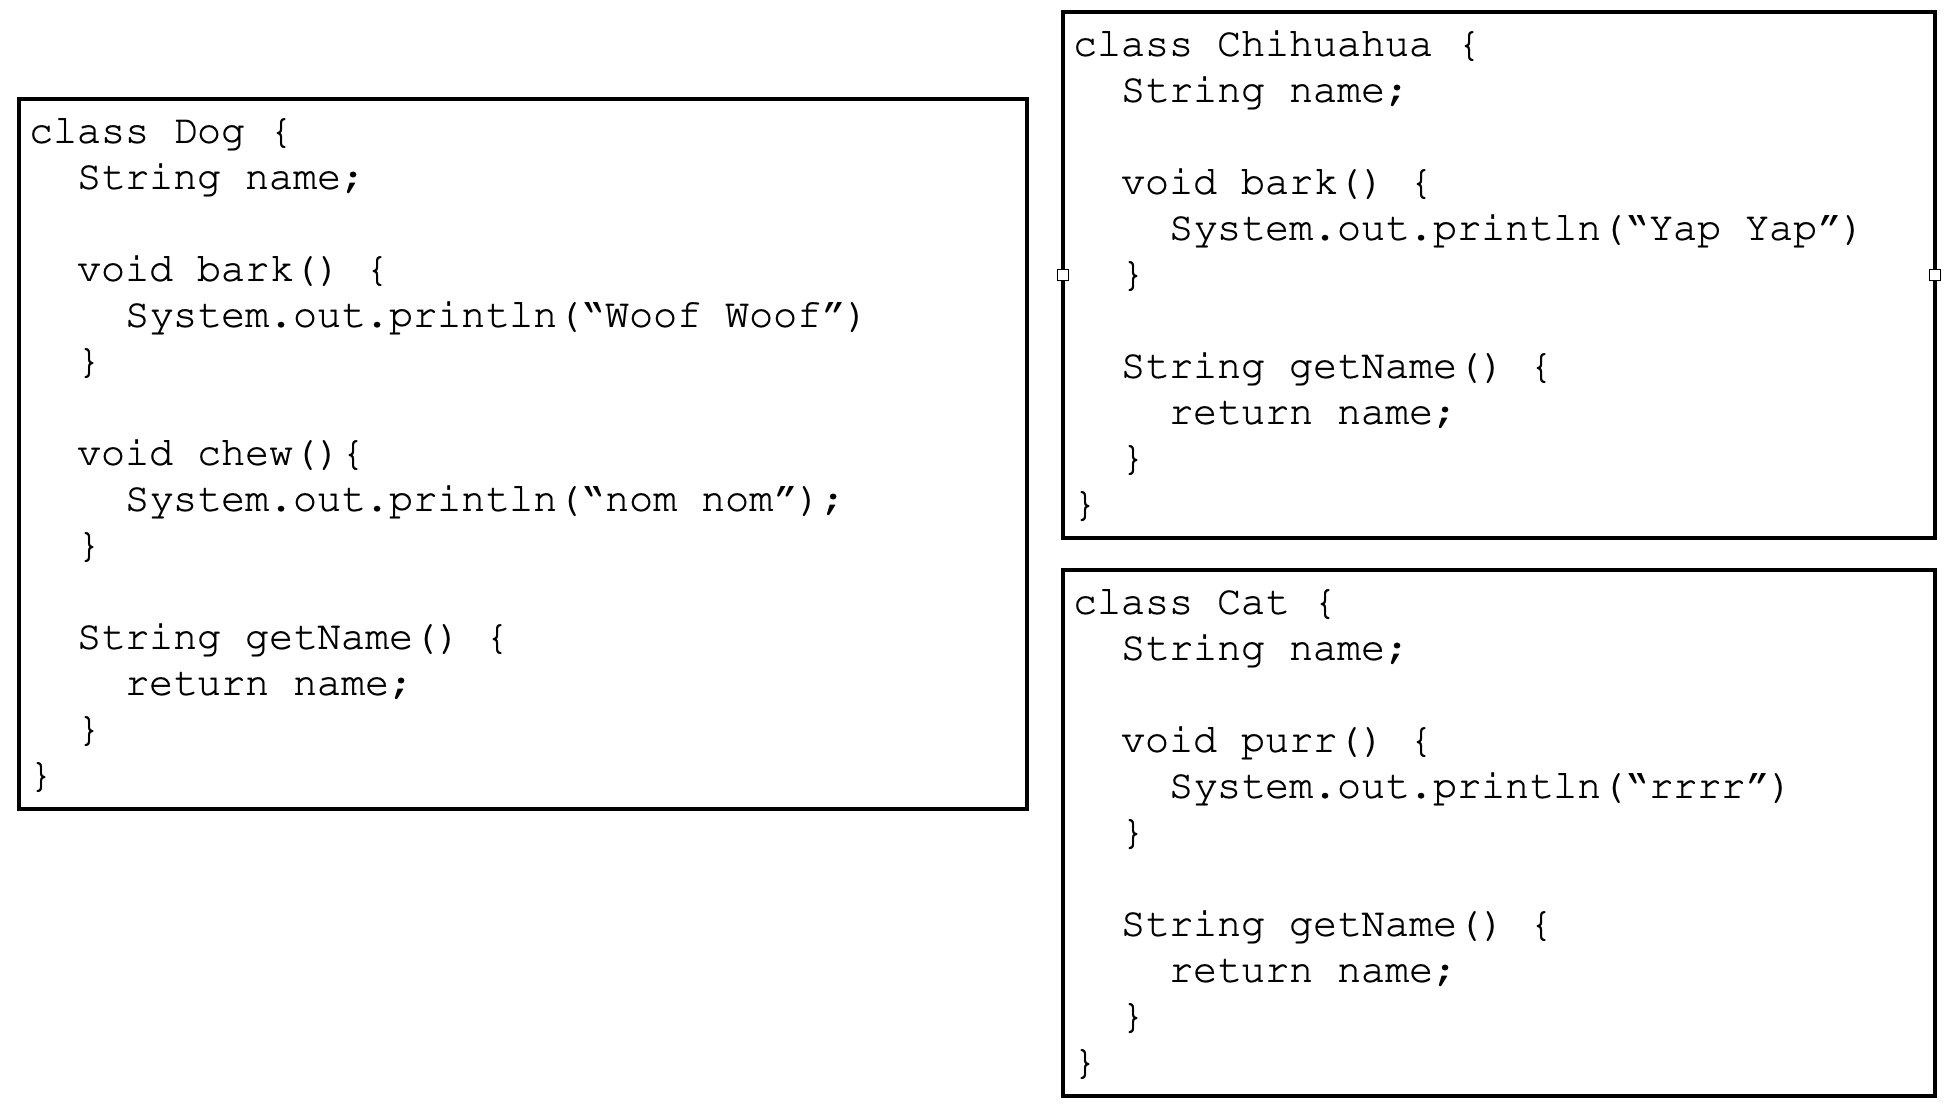 class Dog {
  String name;

  void bark() {
    System.out.println(“Woof Woof”)
  }

  void chew(){
    System.out.println(“nom nom”);
  }

  String getName() {
    return name;
  }
}
class Chihuahua {
  String name;

  void bark() {
    System.out.println(“Yap Yap”)
  }

  String getName() {
    return name;
  }
}
class Cat {
  String name;

  void purr() {
    System.out.println(“rrrr”)
  }

  String getName() {
    return name;
  }
}